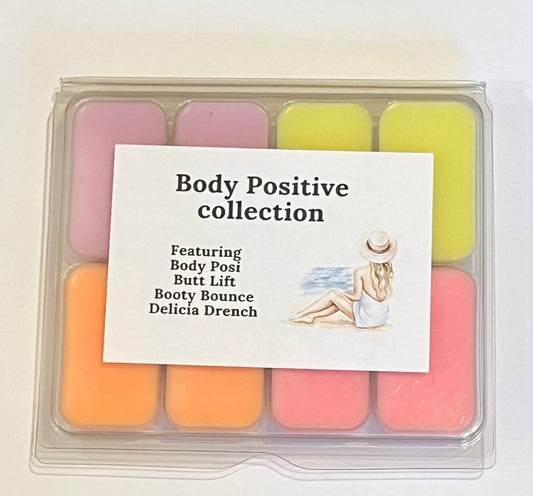 Body Positive
collection
Featuring
Body Posi
Butt Lift
Booty Bounce
Delicia Drench